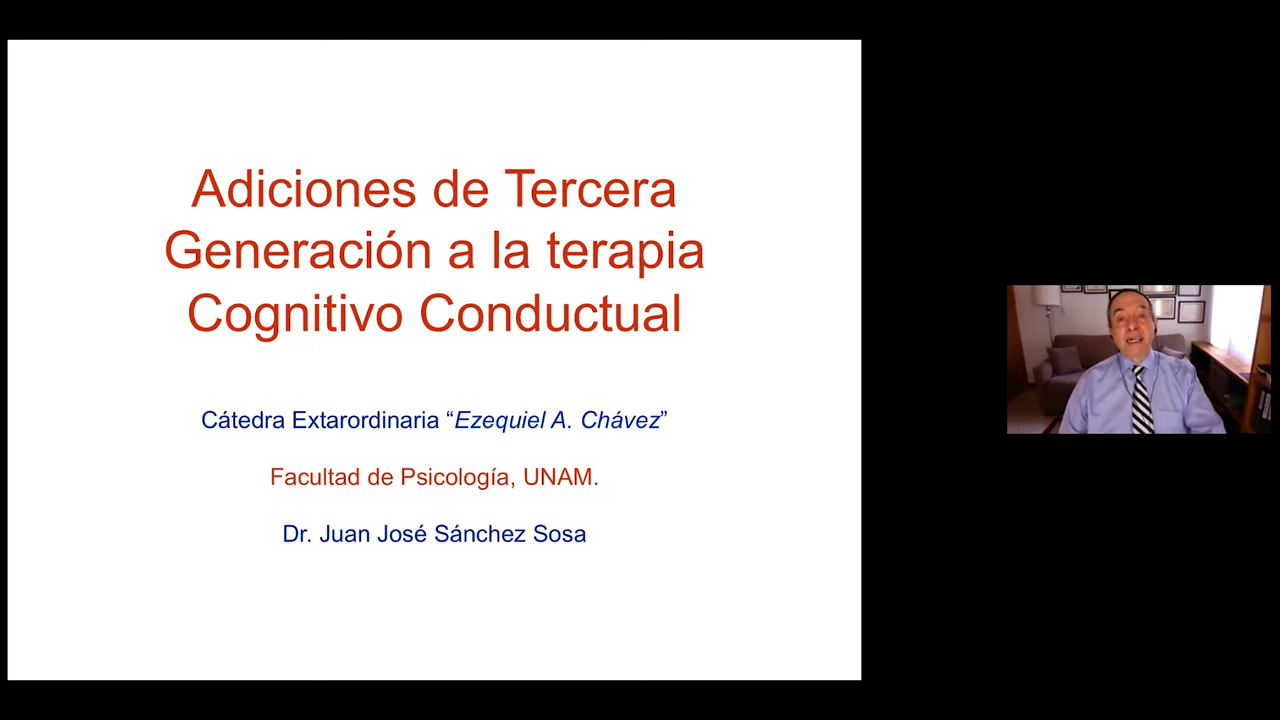 Adiciones de Tercera
Generación a la terapia
Cognitivo Conductual
Cátedra Extarordinaria “Ezequiel A. Chávez”
Facultad de Psicología, UNAM.
Dr. Juan José Sánchez Sosa